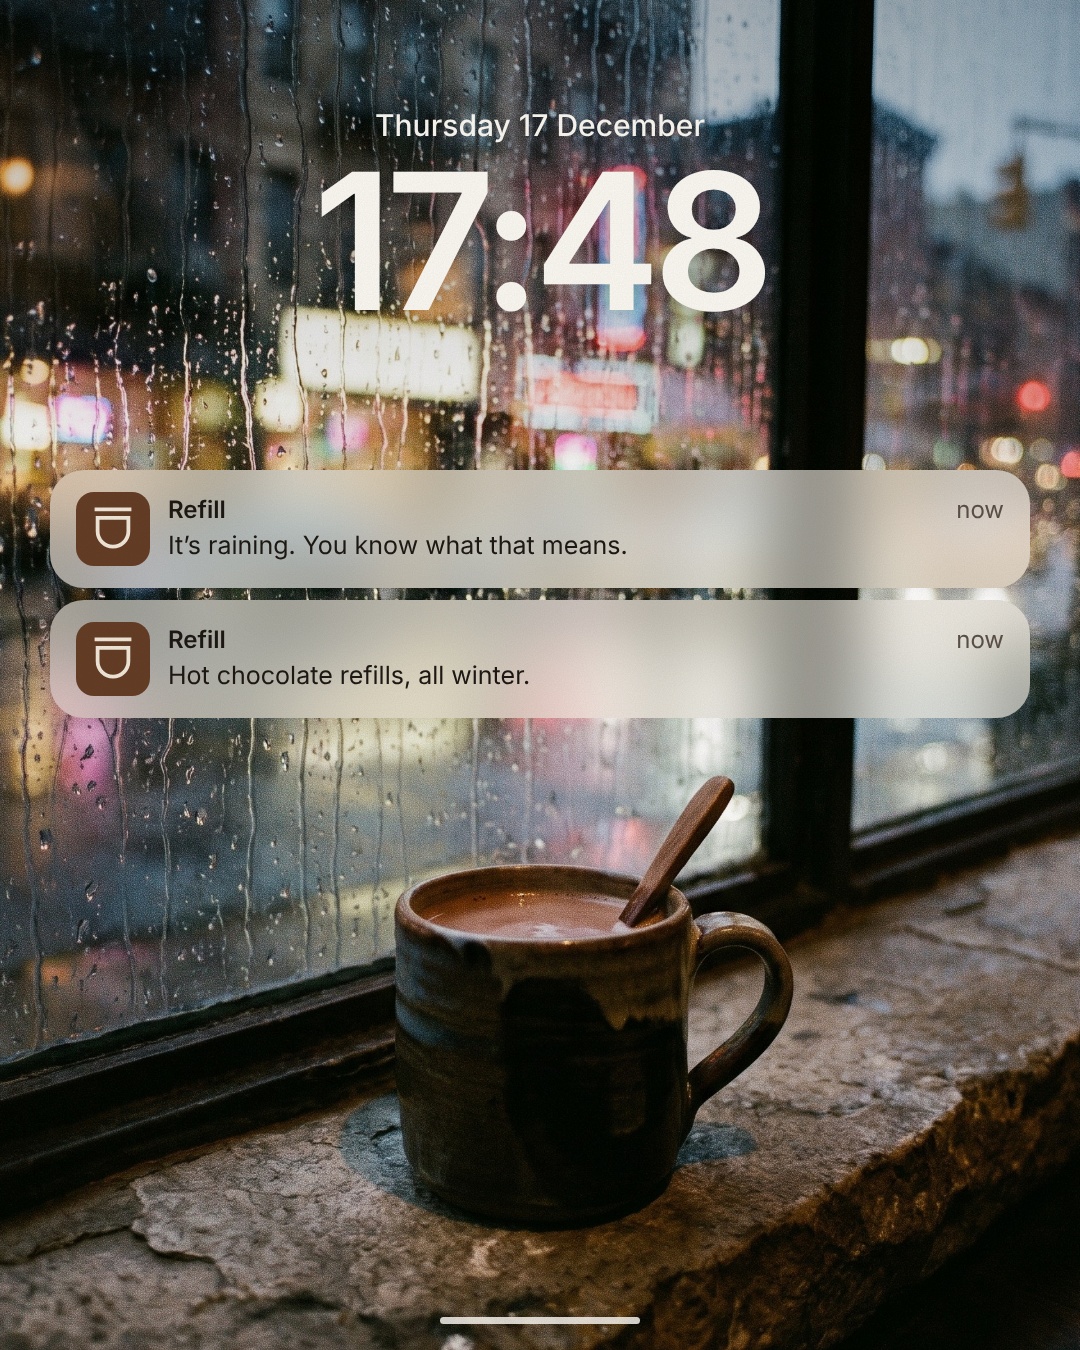 Thursday 17 December
17:48
Refill
now
It’s raining. You know what that means.
Refill
now
Hot chocolate refills, all winter.